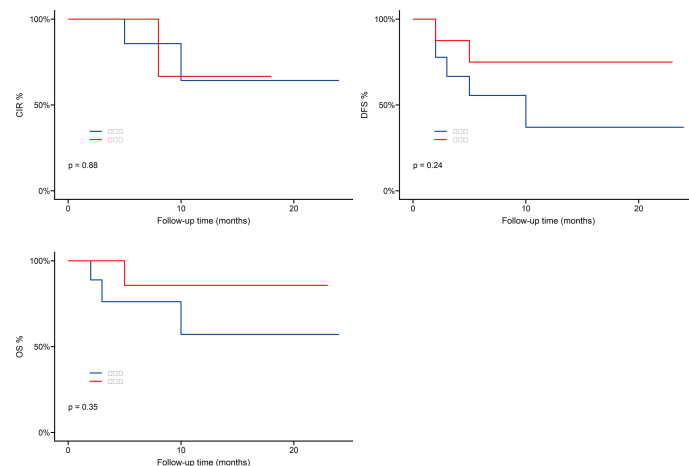 100%
50%
0%
CIR %
□□□
□□□
p = 0.88
0
10
20
Follow-up time (months)
100%
50%
0%
DFS %
□□□
□□□
p = 0.24
0
10
20
Follow-up time (months)
100%
50%
0%
OS %
□□□
□□□
p = 0.35
0
10
20
Follow-up time (months)